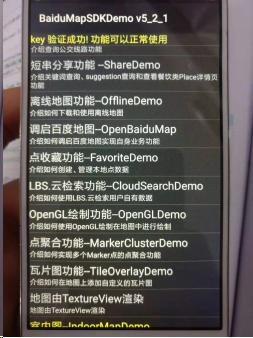 BaiduMapSDKDemo v5_2_1
key 验证成功! 功能可以正常使用
介绍查询公交线路功能
短串分享功能 --ShareDemo
介绍关键词查询、suggestion查询和查看餐饮类Place详情页功能
离线地图功能--OfflineDemo
介绍如何下载和使用离线地图
调启百度地图--OpenBaiduMap
介绍如何调启百度地图实现自身业务功能
点收藏功能--FavoriteDemo
介绍如何创建、管理本地点数据
LBS.云检索功能--CloudSearchDemo
介绍如何使用LBS.云检索用户自有数据
OpenGL绘制功能--OpenGLDemo
介绍如何使用OpenGL绘制在地图中进行绘制
点聚合功能--MarkerClusterDemo
介绍如何实现多个Marker点的点聚合功能
瓦片图功能--TileOverlayDemo
介绍如何在地图上添加自定义的瓦片图
地图由TextureView渲染
地图由TextureView渲染
室内图--IndoorMapDemo